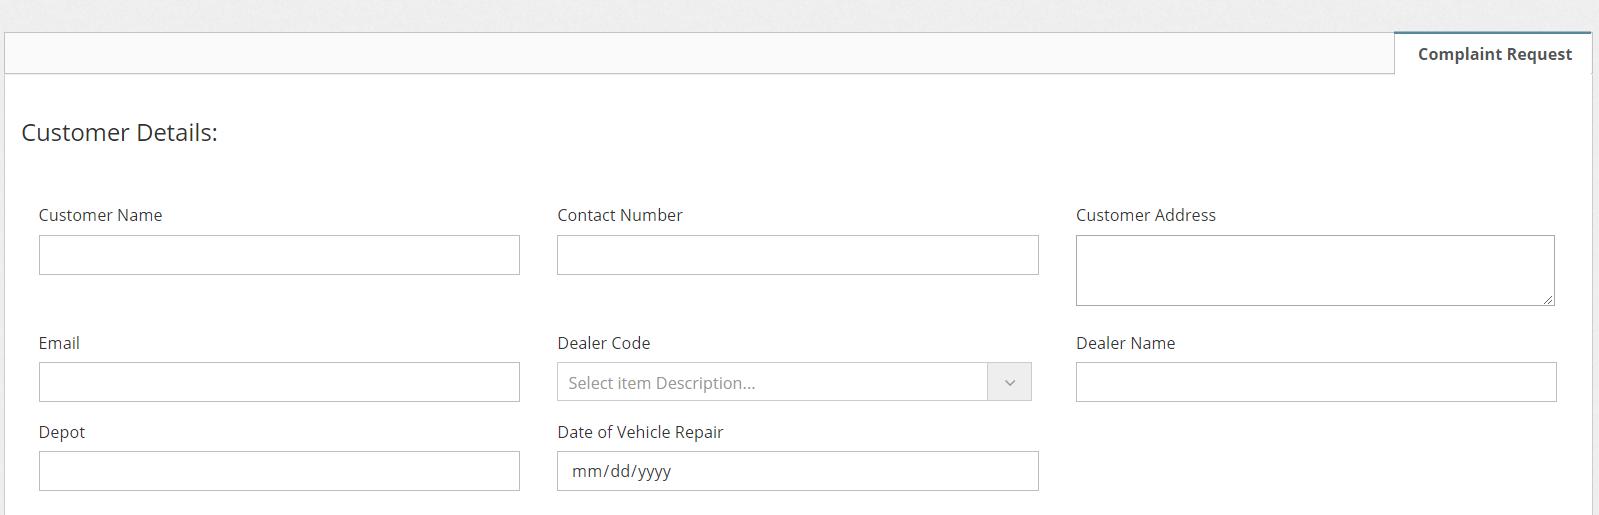 Complaint Request
Customer Details:
Customer Name
Contact Number
Customer Address
Email
Dealer Code
Dealer Name
Select item Description...
Depot
Date of Vehicle Repair
mm/dd/yyyy